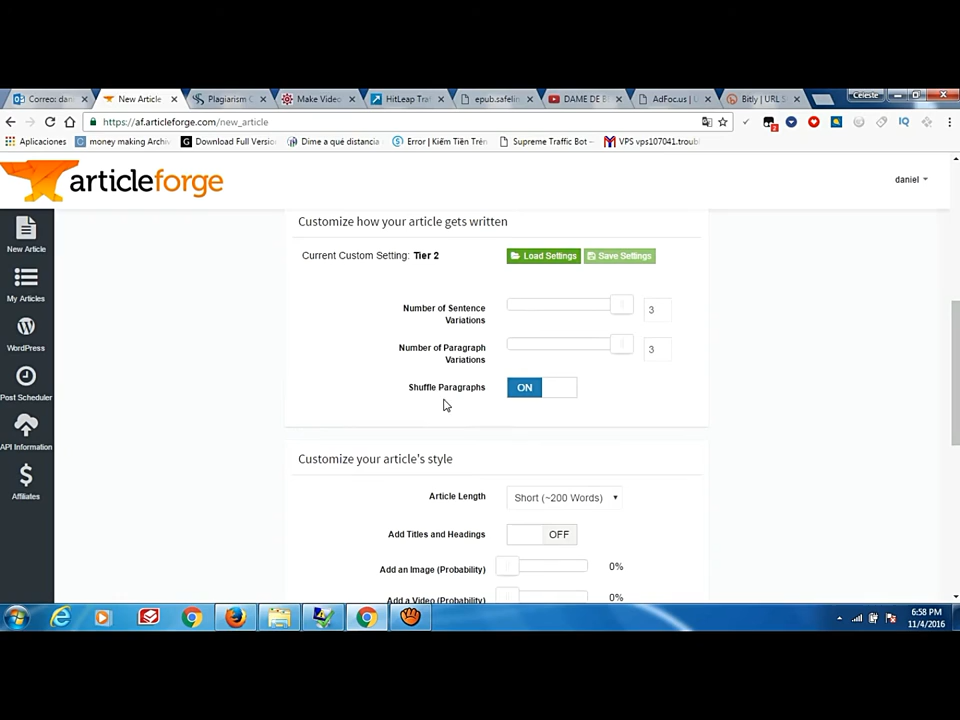 Correo: da
New Article
Plagiarism
Make Video
HitLeap Tra
epub.safelin
DAME DE B
AdFoc.us | 
Bitly | URL S
Celeste
https://af.articleforge.com/new_article
Aplicaciones
money making Archiv
Download Full Versio
Dime a qué distancia
Error | Kiếm Tiền Trên
Supreme Traffic Bot –
VPS vps107041.troubl
articleforge
daniel
New Article
My Articles
WordPress
Post Scheduler
API Information
Affiliates
Customize how your article gets written
Current Custom Setting: Tier 2
Load Settings
Save Settings
Number of Sentence
Variations
3
Number of Paragraph
Variations
3
Shuffle Paragraphs
ON
Customize your article's style
Article Length
Short (~200 Words)
Add Titles and Headings
OFF
Add an Image (Probability)
0%
Add a Video (Probability)
0%
6:58 PM
11/4/2016